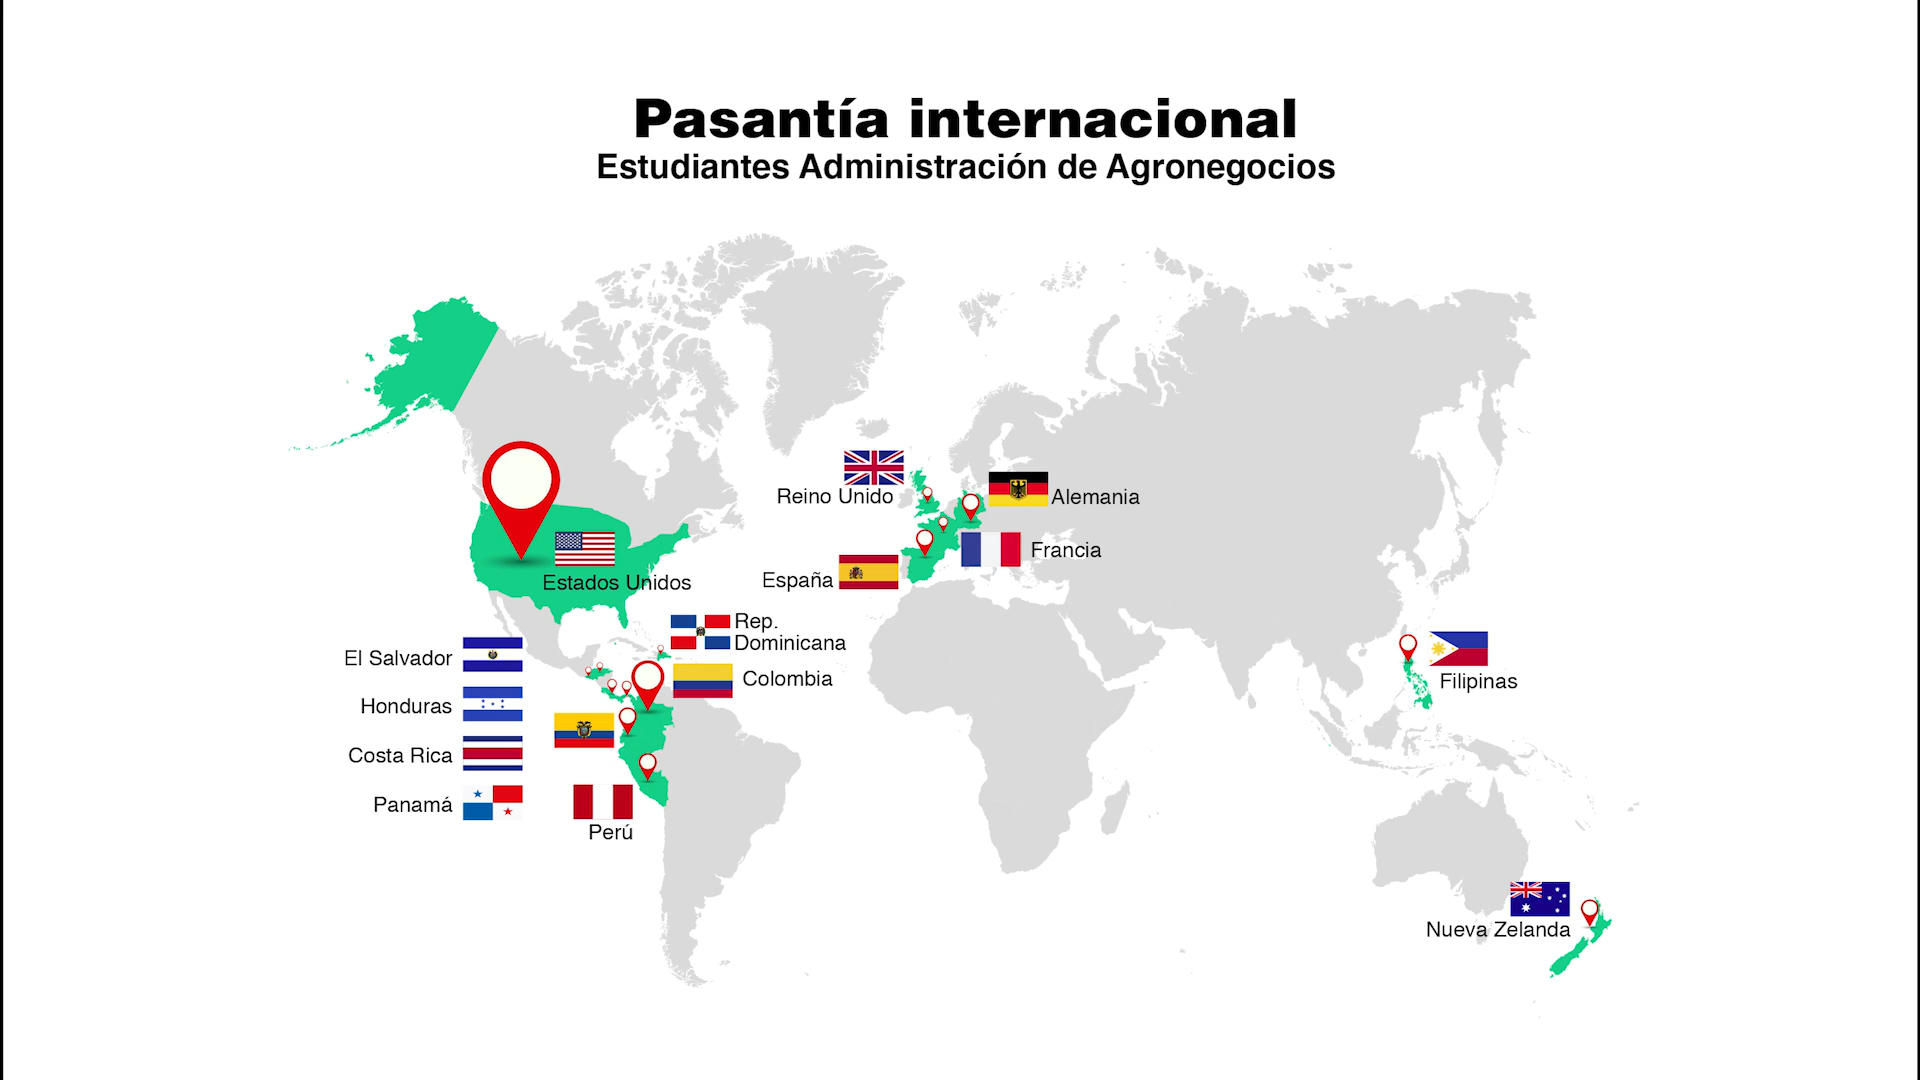 Pasantía internacional
Estudiantes Administración de Agronegocios
Reino Unido
Alemania
Francia
España
Estados Unidos
Rep.
Dominicana
El Salvador
Colombia
Honduras
Costa Rica
Panamá
Perú
Filipinas
Nueva Zelanda